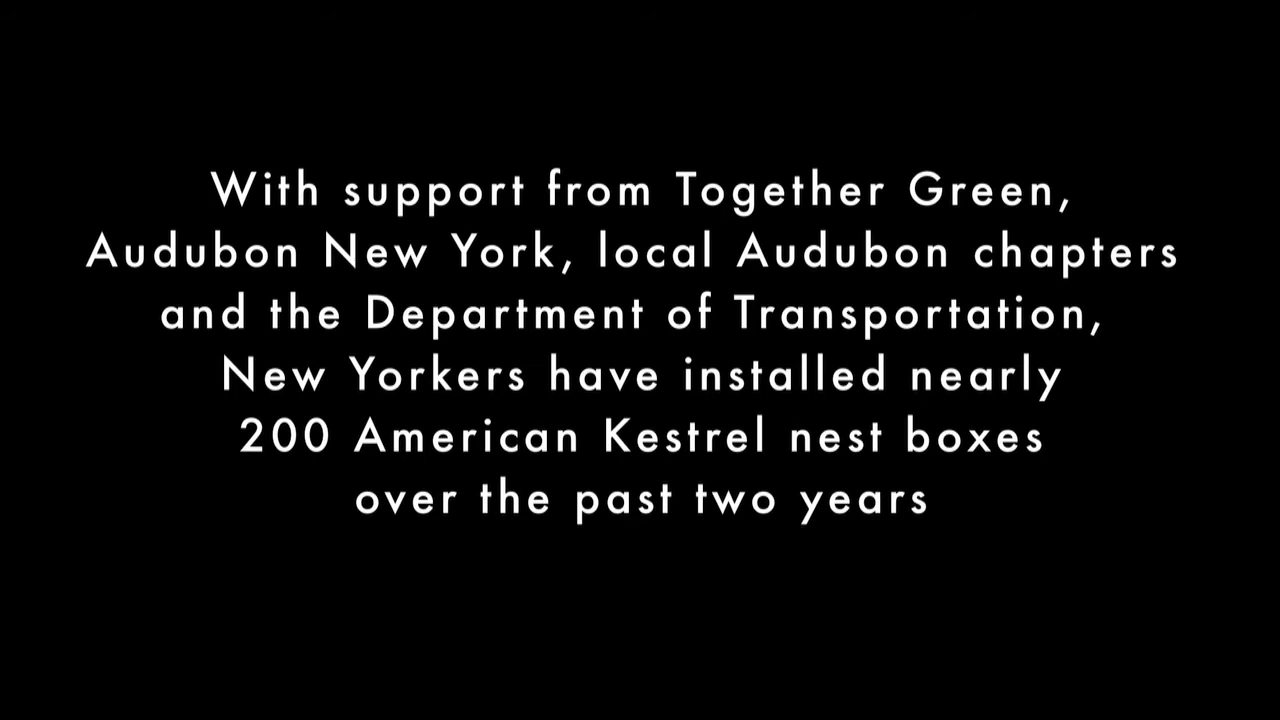 With support from Together Green,
Audubon New York, local Audubon chapters
and the Department of Transportation,
New Yorkers have installed nearly
200 American Kestrel nest boxes
over the past two years